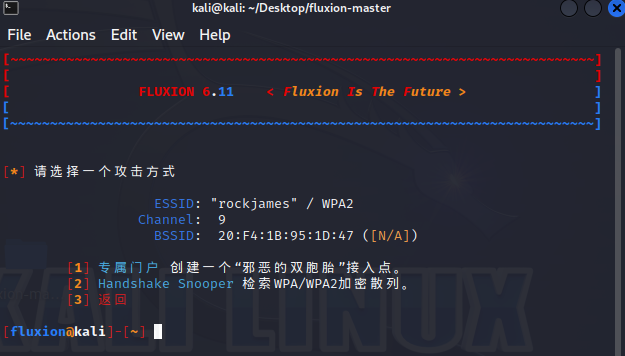 kali@kali: ~/Desktop/fluxion-master
File Actions Edit View Help
[~~~~~~~~~~~~~~~~~~~~~~~~~~~~~~~~~~~~~~~~~~~~~~~~~~~~~~~~~~~~~~~~~~~~~~~~]
[ ]
[ FLUXION 6.11 < Fluxion Is The Future > ]
[ ]
[~~~~~~~~~~~~~~~~~~~~~~~~~~~~~~~~~~~~~~~~~~~~~~~~~~~~~~~~~~~~~~~~~~~~~~~~]
[*] 请选择一个攻击方式
ESSID: "rockjames" / WPA2
Channel: 9
BSSID: 20:F4:1B:95:1D:47 ([N/A])
[1] 专属门户 创建一个“邪恶的双胞胎”接入点。
[2] Handshake Snooper 检索WPA/WPA2加密散列。
[3] 返回
[fluxion@kali]-[~]
KALI LINUX